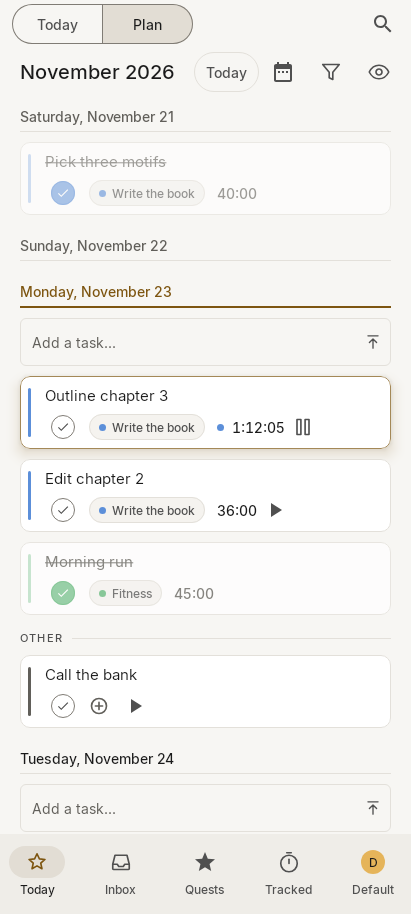 Today
Plan
November 2026
Today
Saturday, November 21
Pick three motifs
Write the book
40:00
Sunday, November 22
Monday, November 23
Add a task...
Outline chapter 3
Write the book
1:12:05
Edit chapter 2
Write the book
36:00
Morning run
Fitness
45:00
OTHER
Call the bank
Tuesday, November 24
Add a task...
Today
Inbox
Quests
Tracked
D
Default